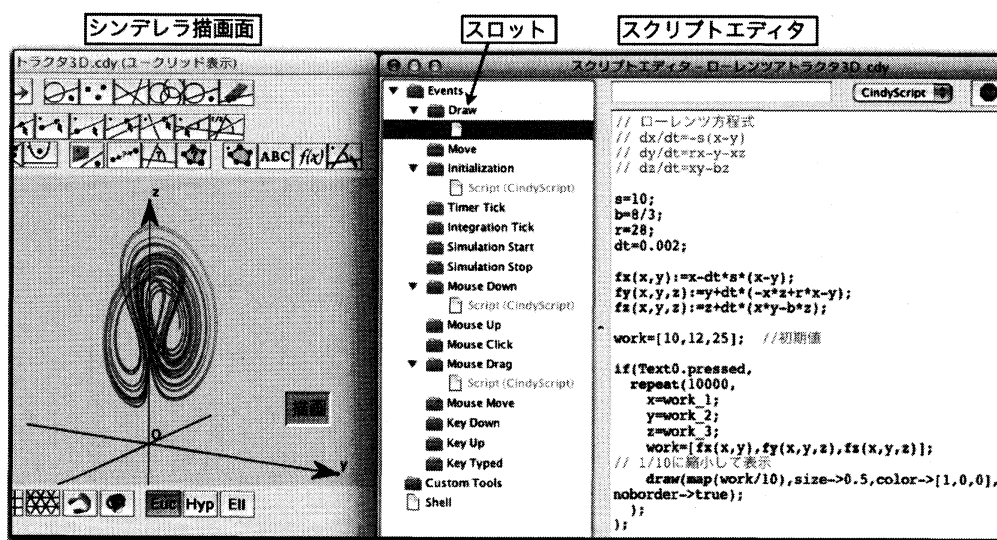 シンデレラ描画面
スロット
スクリプトエディタ
トラクタ3D.cdy (ユークリッド表示)
スクリプトエディタ - ローレンツアトラクタ3D.cdy
ABC
f(x)
z
O
y
描画
Euc
Hyp
Ell
Events
Draw
Move
Initialization
Script (CindyScript)
Timer Tick
Integration Tick
Simulation Start
Simulation Stop
Mouse Down
Script (CindyScript)
Mouse Up
Mouse Click
Mouse Drag
Script (CindyScript)
Mouse Move
Key Down
Key Up
Key Typed
Custom Tools
Shell
CindyScript
// ローレンツ方程式
// dx/dt=-s(x-y)
// dy/dt=rx-y-xz
// dz/dt=xy-bz
s=10;
b=8/3;
r=28;
dt=0.002;
fx(x,y):=x-dt*s*(x-y);
fy(x,y,z):=y+dt*(-x*z+r*x-y);
fz(x,y,z):=z+dt*(x*y-b*z);
work=[10,12,25]; //初期値
if(Text0.pressed,
repeat(10000,
x=work_1;
y=work_2;
z=work_3;
work=[fx(x,y),fy(x,y,z),fz(x,y,z)];
// 1/10に縮小して表示
draw(map(work/10),size->0.5,color->[1,0,0],
noborder->true);
);
);